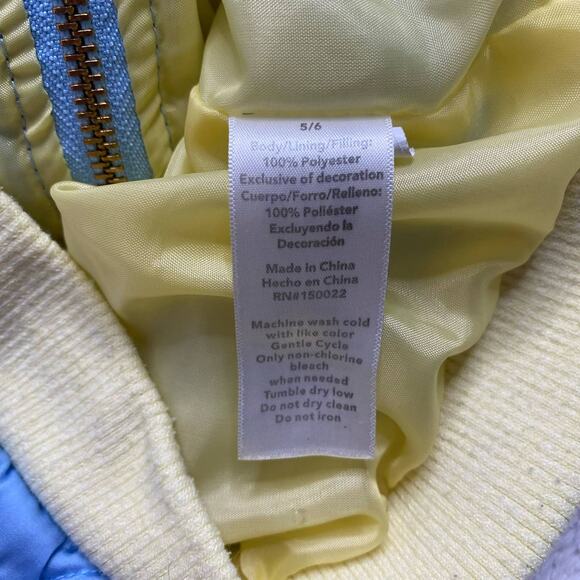 5/6
Body/Lining/Filling:
100% Polyester
Exclusive of decoration
Cuerpo/Forro/Relleno:
100% Poliéster
Excluyendo la
Decoración
Made in China
Hecho en China
RN#150022
Machine wash cold
with like color
Gentle Cycle
Only non-chlorine
bleach
when needed
Tumble dry low
Do not dry clean
Do not iron